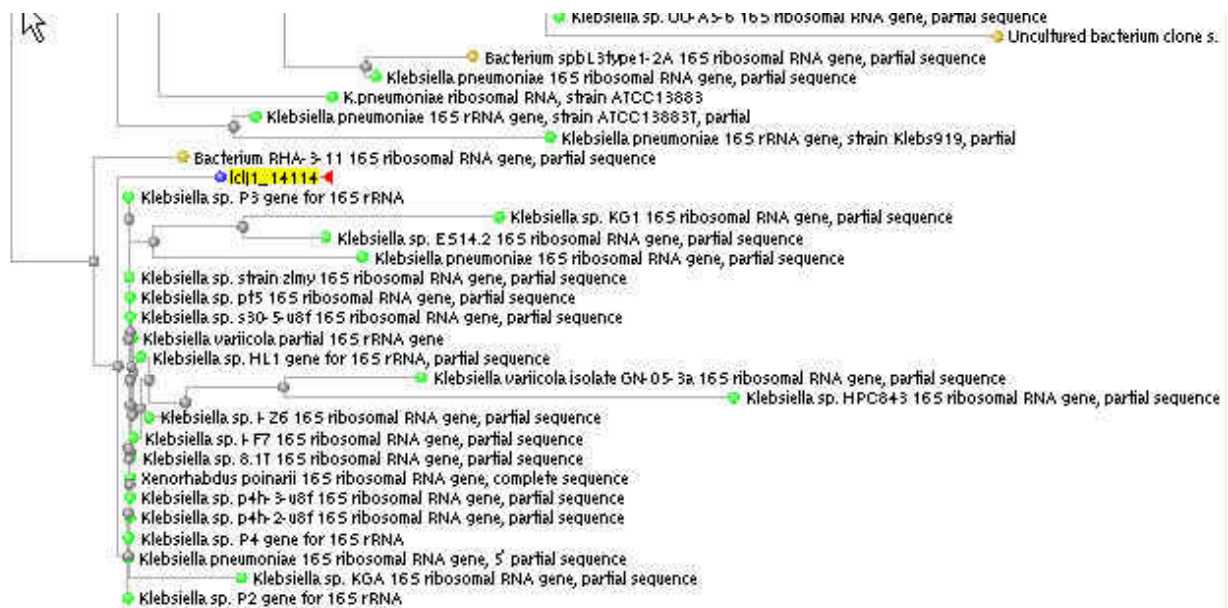 Klebsiella sp. UU-A5-6 16S ribosomal RNA gene, partial sequence
Uncultured bacterium clone s.
Bacterium spbL3type1-2A 16S ribosomal RNA gene, partial sequence
Klebsiella pneumoniae 16S ribosomal RNA gene, partial sequence
K.pneumoniae ribosomal RNA, strain ATCC13883
Klebsiella pneumoniae 16S rRNA gene, strain ATCC13883T, partial
Klebsiella pneumoniae 16S rRNA gene, strain Klebs919, partial
Bacterium RHA-3-11 16S ribosomal RNA gene, partial sequence
lcl|1_14114
Klebsiella sp. P3 gene for 16S rRNA
Klebsiella sp. KG1 16S ribosomal RNA gene, partial sequence
Klebsiella sp. ES14.2 16S ribosomal RNA gene, partial sequence
Klebsiella pneumoniae 16S ribosomal RNA gene, partial sequence
Klebsiella sp. strain zlmy 16S ribosomal RNA gene, partial sequence
Klebsiella sp. pf5 16S ribosomal RNA gene, partial sequence
Klebsiella sp. s30-5-u8f 16S ribosomal RNA gene, partial sequence
Klebsiella variicola partial 16S rRNA gene
Klebsiella sp. HL1 gene for 16S rRNA, partial sequence
Klebsiella variicola isolate GN-05-3a 16S ribosomal RNA gene, partial sequence
Klebsiella sp. HPC843 16S ribosomal RNA gene, partial sequence
Klebsiella sp. HZ6 16S ribosomal RNA gene, partial sequence
Klebsiella sp. HF7 16S ribosomal RNA gene, partial sequence
Klebsiella sp. 8.1T 16S ribosomal RNA gene, partial sequence
Xenorhabdus poinarii 16S ribosomal RNA gene, complete sequence
Klebsiella sp. p4h-3-u8f 16S ribosomal RNA gene, partial sequence
Klebsiella sp. p4h-2-u8f 16S ribosomal RNA gene, partial sequence
Klebsiella sp. P4 gene for 16S rRNA
Klebsiella pneumoniae 16S ribosomal RNA gene, 5' partial sequence
Klebsiella sp. KGA 16S ribosomal RNA gene, partial sequence
Klebsiella sp. P2 gene for 16S rRNA